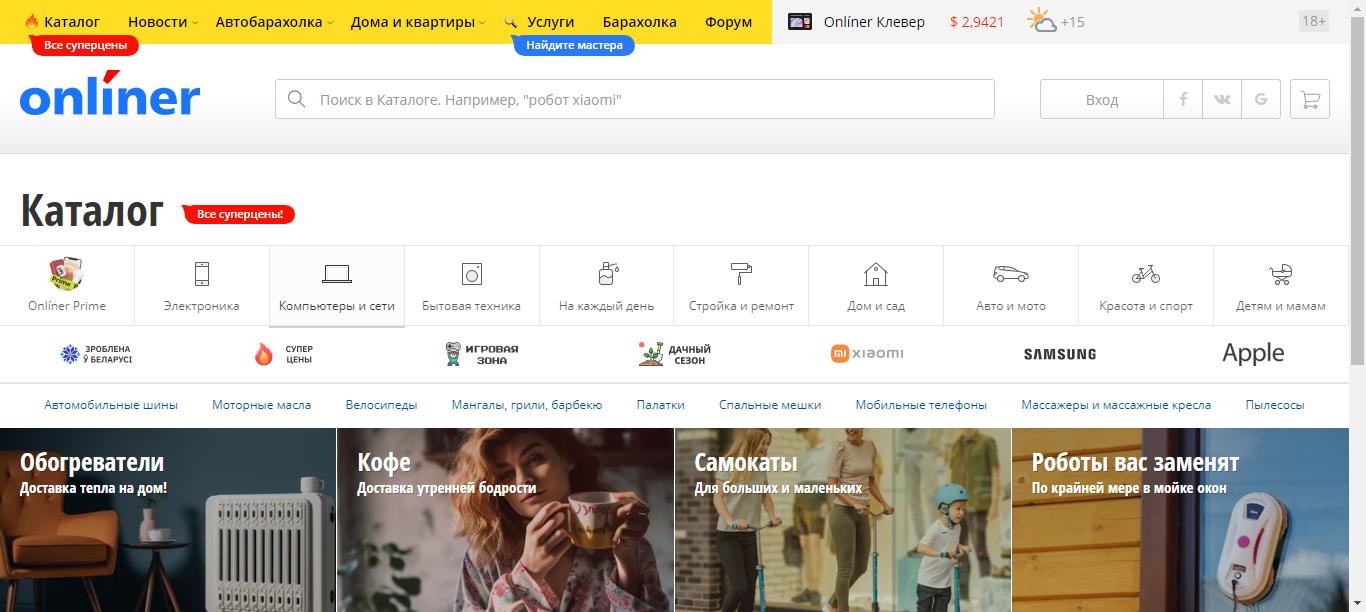 Каталог Новости Автобарахолка Дома и квартиры Услуги Барахолка Форум Onlíner Клевер $ 2,9421 +15 18+
Все суперцены Найдите мастера
onlíner
Поиск в Каталоге. Например, "робот xiaomi"
Вход
Каталог
Все суперцены!
Onlíner Prime Электроника Компьютеры и сети Бытовая техника На каждый день Стройка и ремонт Дом и сад Авто и мото Красота и спорт Детям и мамам
ЗРОБЛЕНА
Ў БЕЛАРУСІ
СУПЕР
ЦЕНЫ
ИГРОВАЯ
ЗОНА
ДАЧНЫЙ
СЕЗОН
xiaomi
SAMSUNG
Apple
Автомобильные шины Моторные масла Велосипеды Мангалы, грили, барбекю Палатки Спальные мешки Мобильные телефоны Массажеры и массажные кресла Пылесосы
Обогреватели
Доставка тепла на дом!
Кофе
Доставка утренней бодрости
Самокаты
Для больших и маленьких
Роботы вас заменят
По крайней мере в мойке окон